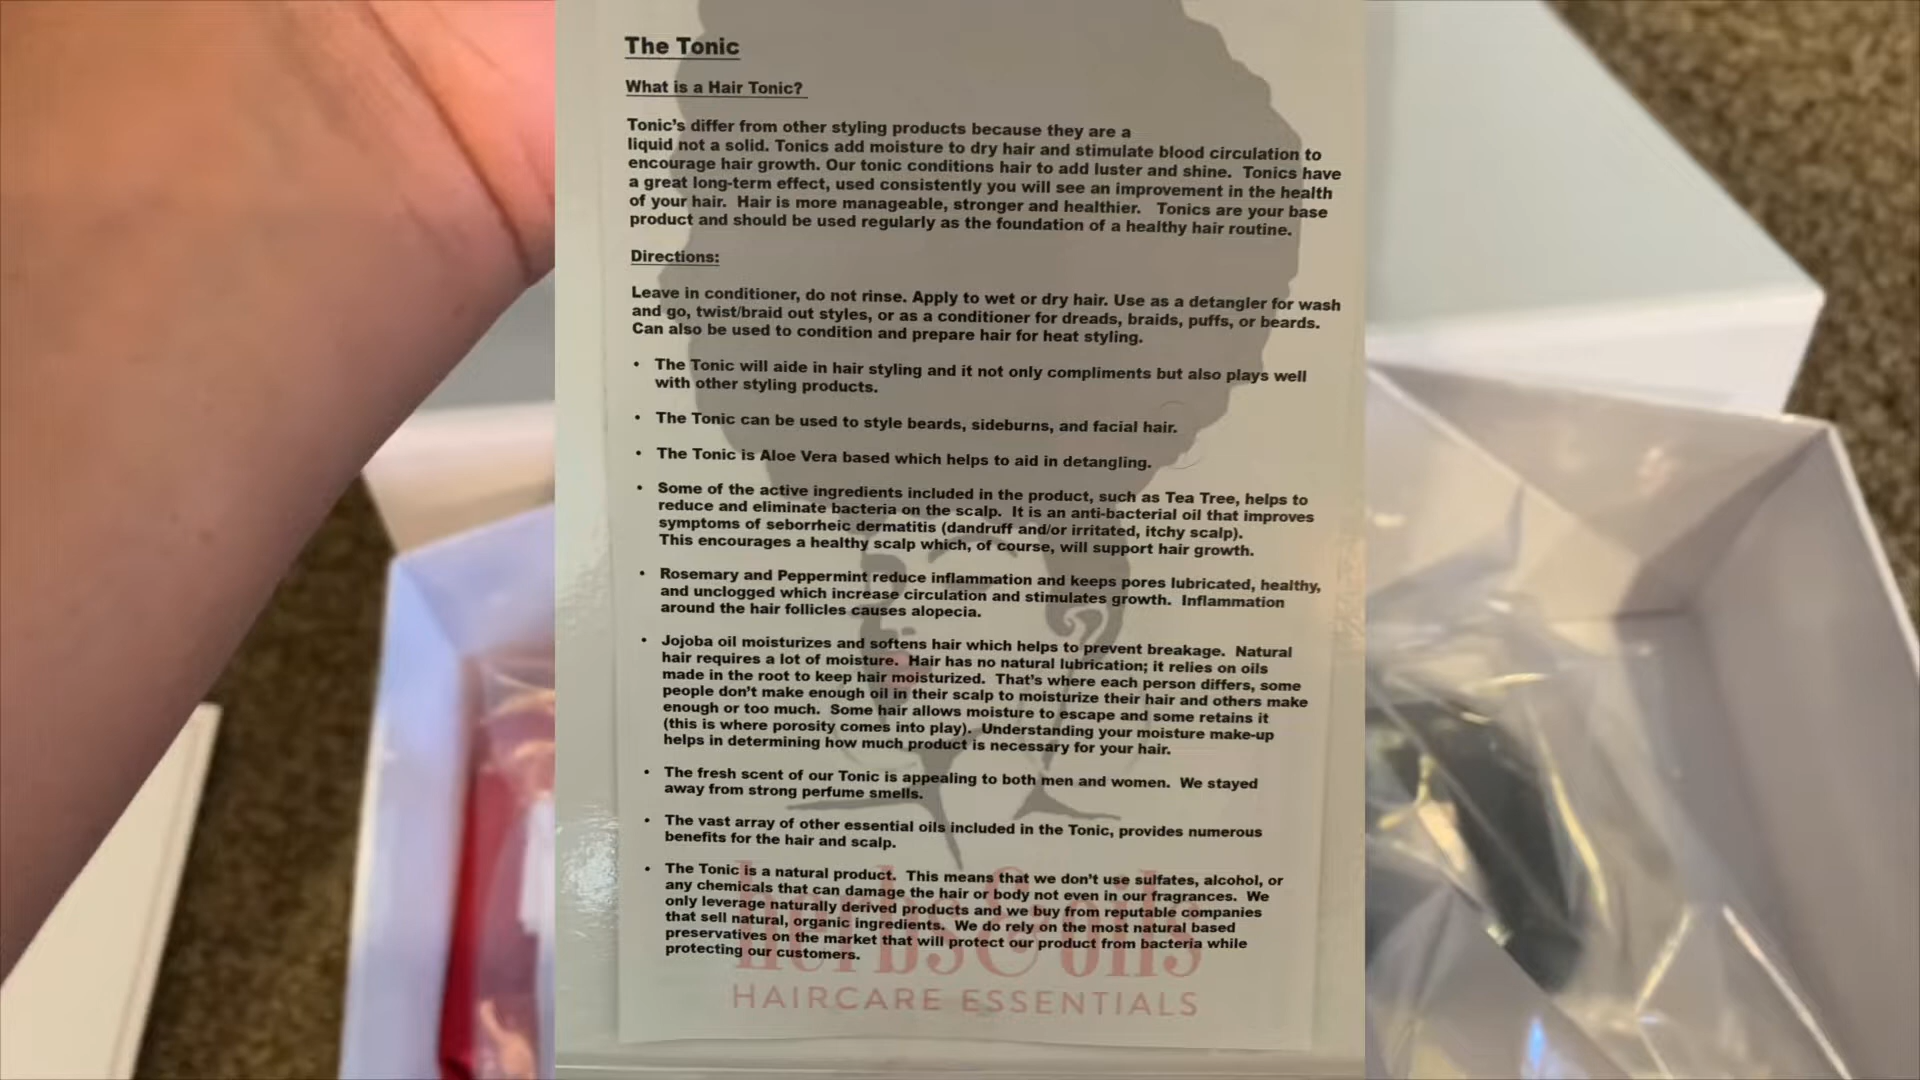 The Tonic
What is a Hair Tonic?
Tonic's differ from other styling products because they are a
liquid not a solid. Tonics add moisture to dry hair and stimulate blood circulation to
encourage hair growth. Our tonic conditions hair to add luster and shine. Tonics have
a great long-term effect, used consistently you will see an improvement in the health
of your hair. Hair is more manageable, stronger and healthier. Tonics are your base
product and should be used regularly as the foundation of a healthy hair routine.
Directions:
Leave in conditioner, do not rinse. Apply to wet or dry hair. Use as a detangler for wash
and go, twist/braid out styles, or as a conditioner for dreads, braids, puffs, or beards.
Can also be used to condition and prepare hair for heat styling.
• The Tonic will aide in hair styling and it not only compliments but also plays well
with other styling products.
• The Tonic can be used to style beards, sideburns, and facial hair.
• The Tonic is Aloe Vera based which helps to aid in detangling.
• Some of the active ingredients included in the product, such as Tea Tree, helps to
reduce and eliminate bacteria on the scalp. It is an anti-bacterial oil that improves
symptoms of seborrheic dermatitis (dandruff and/or irritated, itchy scalp).
This encourages a healthy scalp which, of course, will support hair growth.
• Rosemary and Peppermint reduce inflammation and keeps pores lubricated, healthy,
and unclogged which increase circulation and stimulates growth. Inflammation
around the hair follicles causes alopecia.
• Jojoba oil moisturizes and softens hair which helps to prevent breakage. Natural
hair requires a lot of moisture. Hair has no natural lubrication; it relies on oils
made in the root to keep hair moisturized. That's where each person differs, some
people don't make enough oil in their scalp to moisturize their hair and others make
enough or too much. Some hair allows moisture to escape and some retains it
(this is where porosity comes into play). Understanding your moisture make-up
helps in determining how much product is necessary for your hair.
• The fresh scent of our Tonic is appealing to both men and women. We stayed
away from strong perfume smells.
• The vast array of other essential oils included in the Tonic, provides numerous
benefits for the hair and scalp.
• The Tonic is a natural product. This means that we don't use sulfates, alcohol, or
any chemicals that can damage the hair or body not even in our fragrances. We
only leverage naturally derived products and we buy from reputable companies
that sell natural, organic ingredients. We do rely on the most natural based
preservatives on the market that will protect our product from bacteria while
protecting our customers.
herbs & oils
HAIRCARE ESSENTIALS